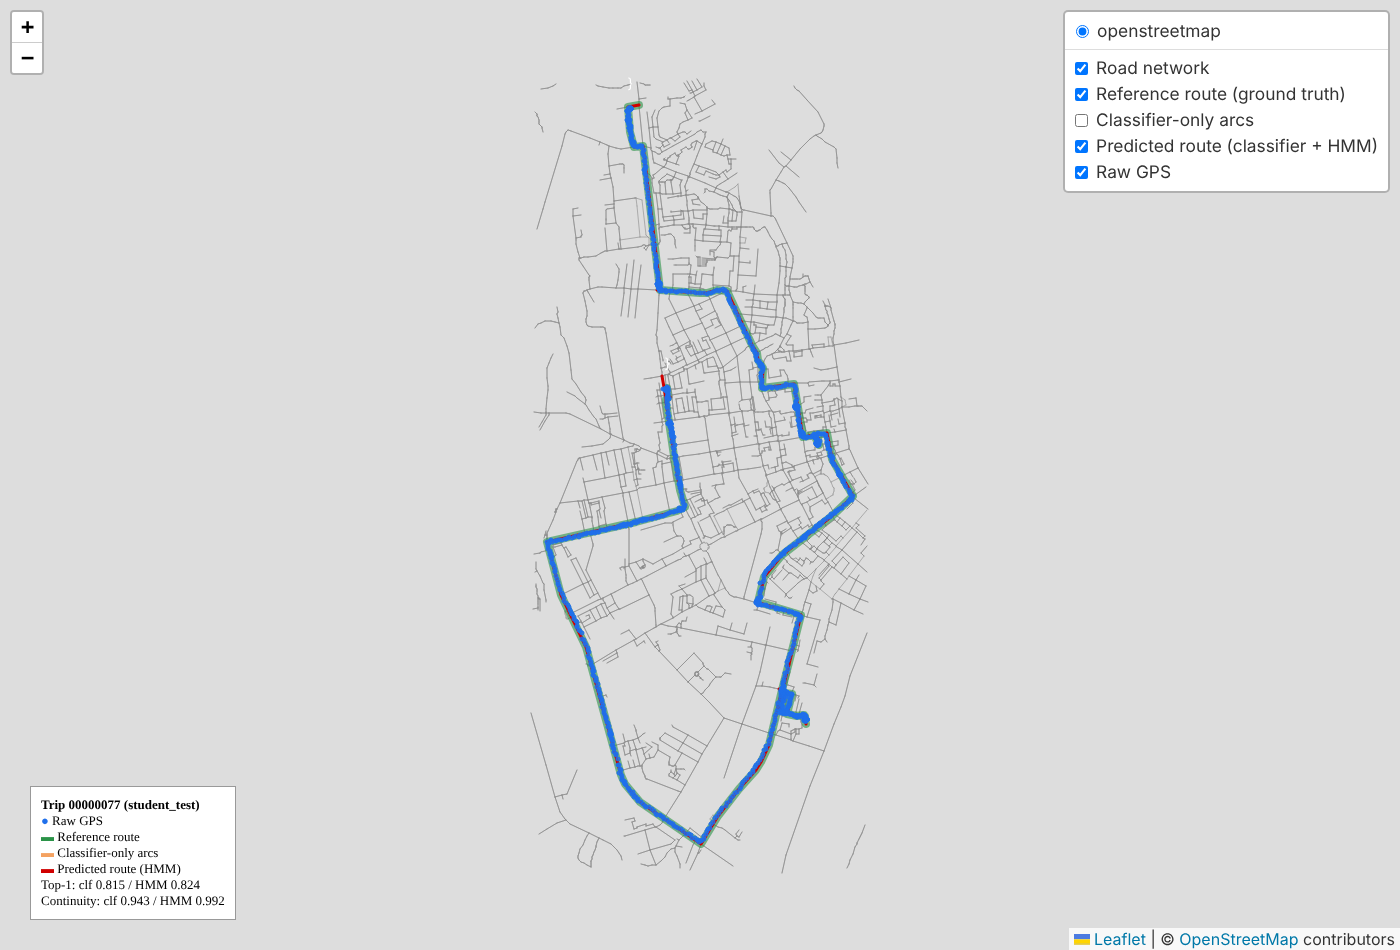 +
−
openstreetmap
Road network
Reference route (ground truth)
Classifier-only arcs
Predicted route (classifier + HMM)
Raw GPS
Trip 00000077 (student_test)
Raw GPS
Reference route
Classifier-only arcs
Predicted route (HMM)
Top-1: clf 0.815 / HMM 0.824
Continuity: clf 0.943 / HMM 0.992
Leaflet | © OpenStreetMap contributors